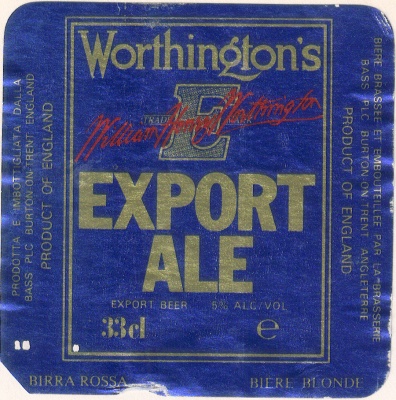 Worthington's
TRADE MARK
E
William Henry Worthington
EXPORT
ALE
EXPORT BEER 5% ALC/VOL
33cl e
BIRRA ROSSA
BIERE BLONDE
PRODOTTA E IMBOTTIGLIATA DALLA
BASS PLC BURTON ON TRENT ENGLAND
PRODUCT OF ENGLAND
BIERE BRASSEE ET EMBOUTEILLEE PAR LA BRASSERIE
BASS PLC BURTON ON TRENT ANGLETERRE
PRODUCT OF ENGLAND